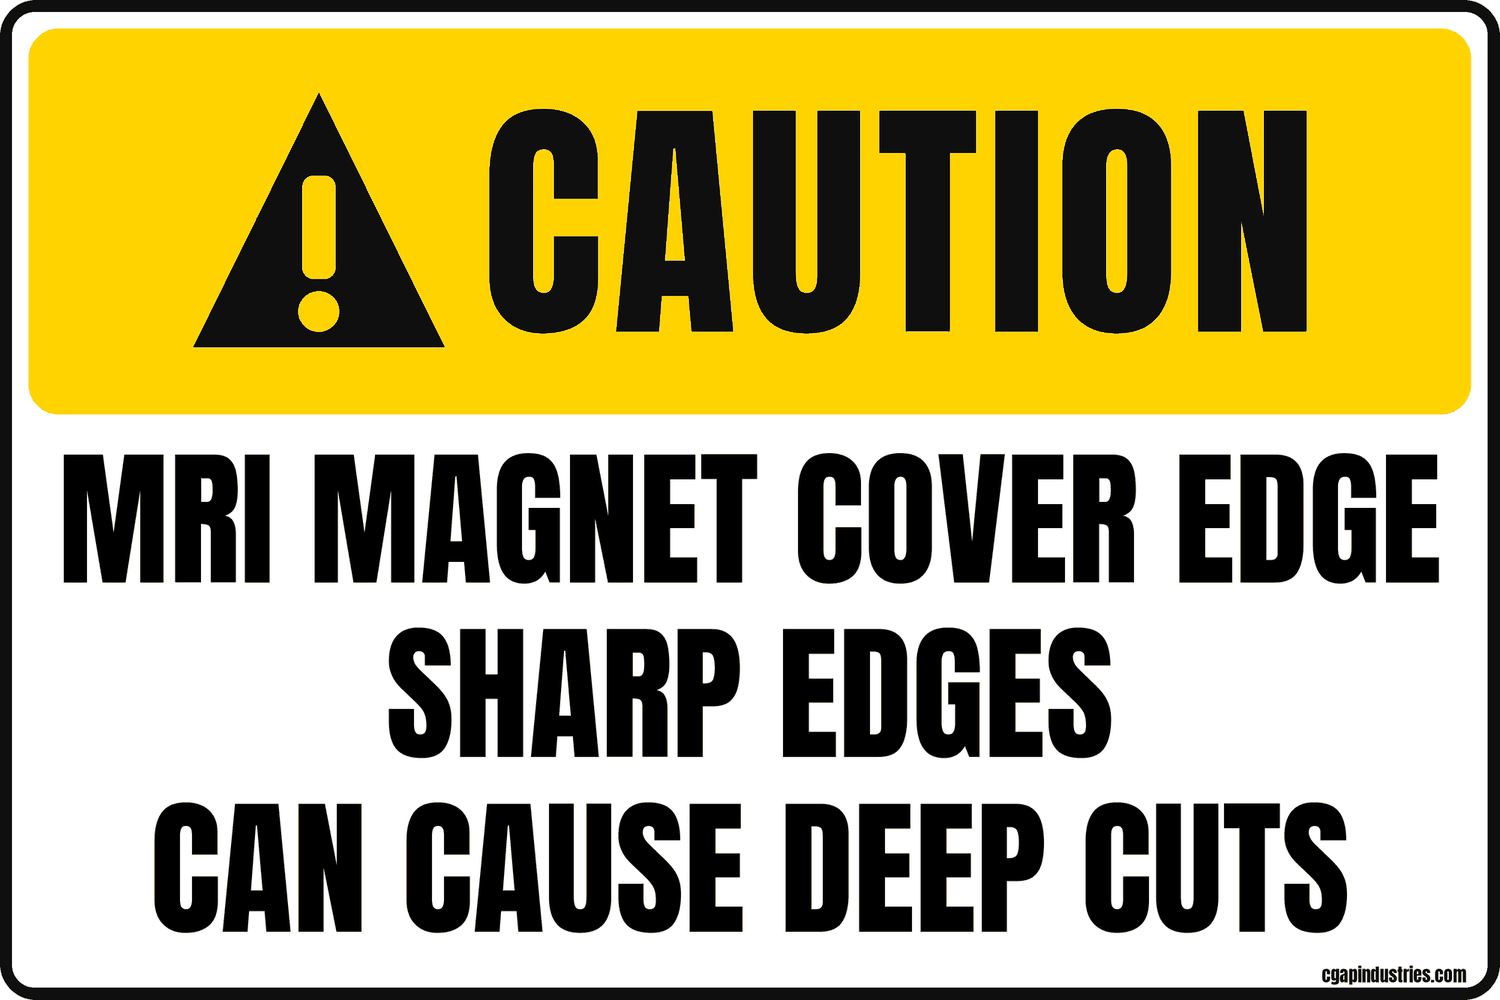 CAUTION
MRI MAGNET COVER EDGE
SHARP EDGES
CAN CAUSE DEEP CUTS
cgapindustries.com